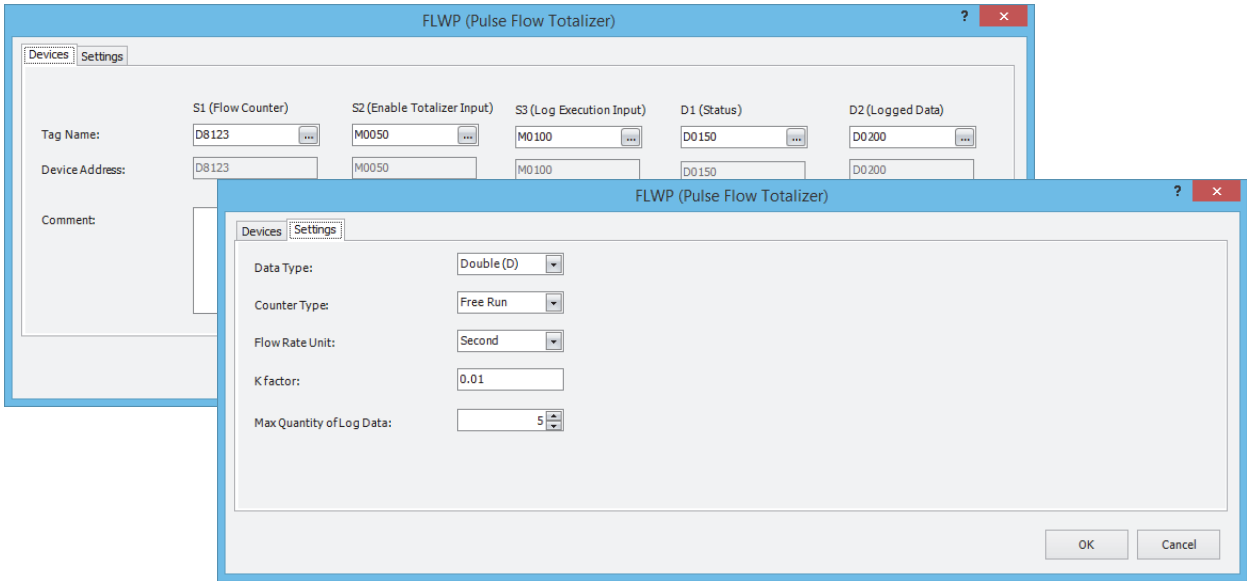 FLWP (Pulse Flow Totalizer) ?
Devices Settings
S1 (Flow Counter) S2 (Enable Totalizer Input) S3 (Log Execution Input) D1 (Status) D2 (Logged Data)
Tag Name: D8123 ... M0050 ... M0100 ... D0150 ... D0200 ...
Device Address: D8123 M0050 M0100 D0150 D0200
Comment:
FLWP (Pulse Flow Totalizer) ?
Devices Settings
Data Type: Double (D)
Counter Type: Free Run
Flow Rate Unit: Second
K factor: 0.01
Max Quantity of Log Data: 5
OK Cancel